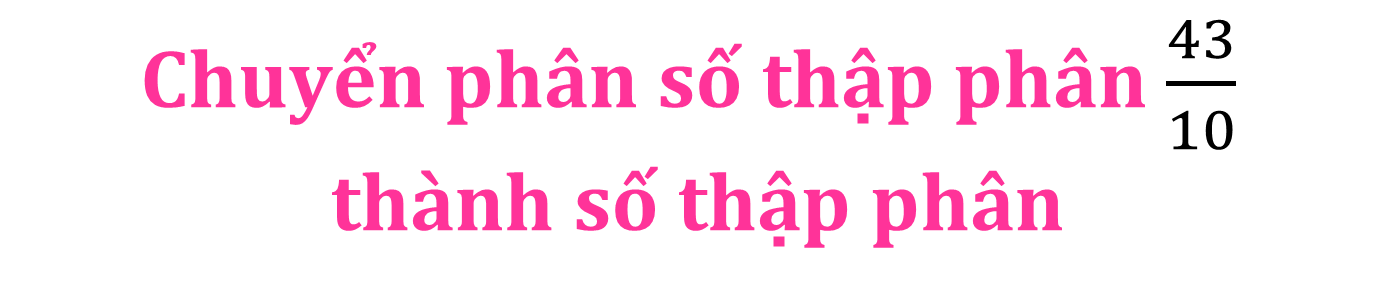 Chuyển phân số thập phân 43/10
thành số thập phân